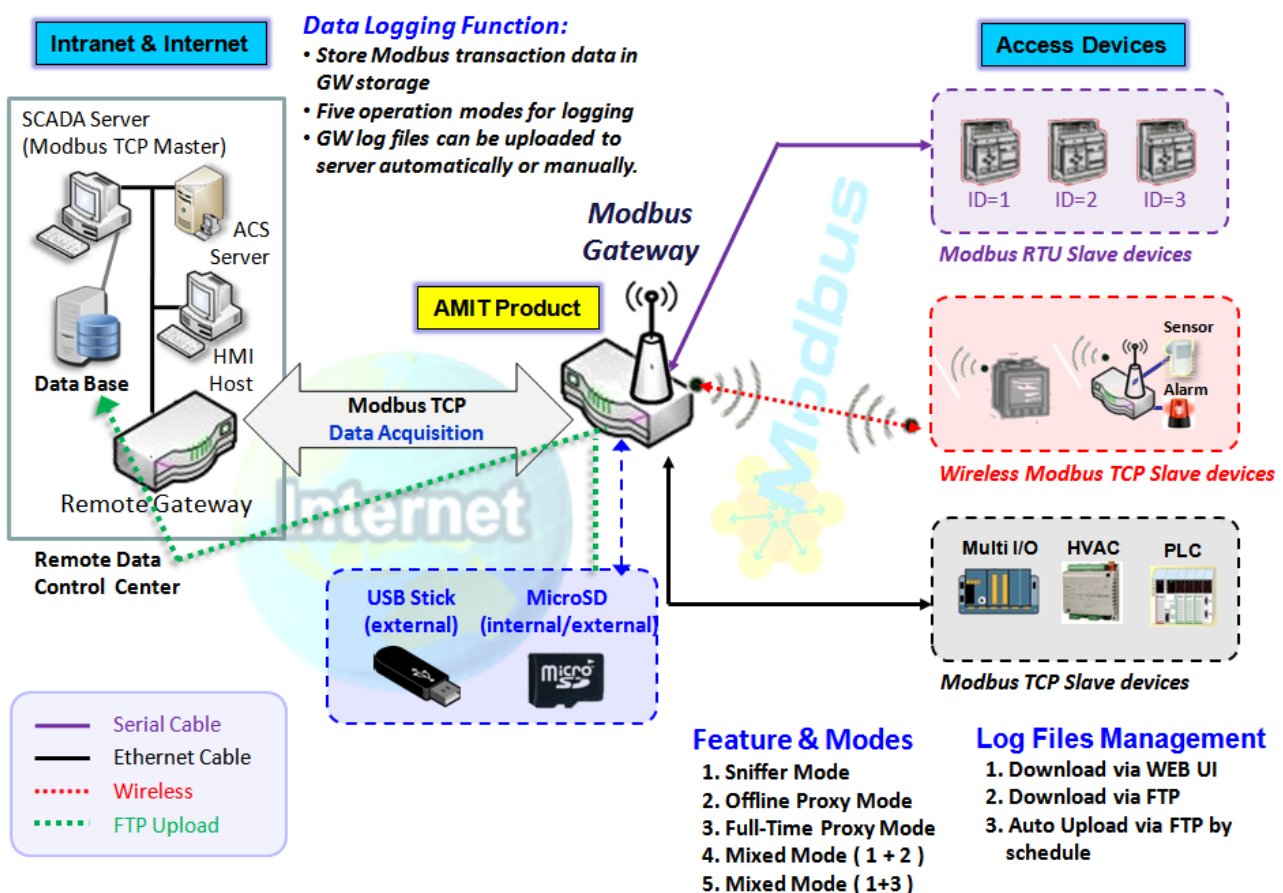 Intranet & Internet
Data Logging Function:
• Store Modbus transaction data in
GW storage
• Five operation modes for logging
• GW log files can be uploaded to
server automatically or manually.
Access Devices
SCADA Server
(Modbus TCP Master)
ACS
Server
HMI
Host
Data Base
Remote Gateway
Remote Data
Control Center
AMIT Product
Modbus
Gateway
Modbus TCP
Data Acquisition
Internet
Modbus
ID=1
ID=2
ID=3
Modbus RTU Slave devices
Sensor
Alarm
Wireless Modbus TCP Slave devices
Multi I/O
HVAC
PLC
Modbus TCP Slave devices
USB Stick
(external)
MicroSD
(internal/external)
micro
SD
Serial Cable
Ethernet Cable
Wireless
FTP Upload
Feature & Modes
1. Sniffer Mode
2. Offline Proxy Mode
3. Full-Time Proxy Mode
4. Mixed Mode ( 1 + 2 )
5. Mixed Mode ( 1+3 )
Log Files Management
1. Download via WEB UI
2. Download via FTP
3. Auto Upload via FTP by
schedule